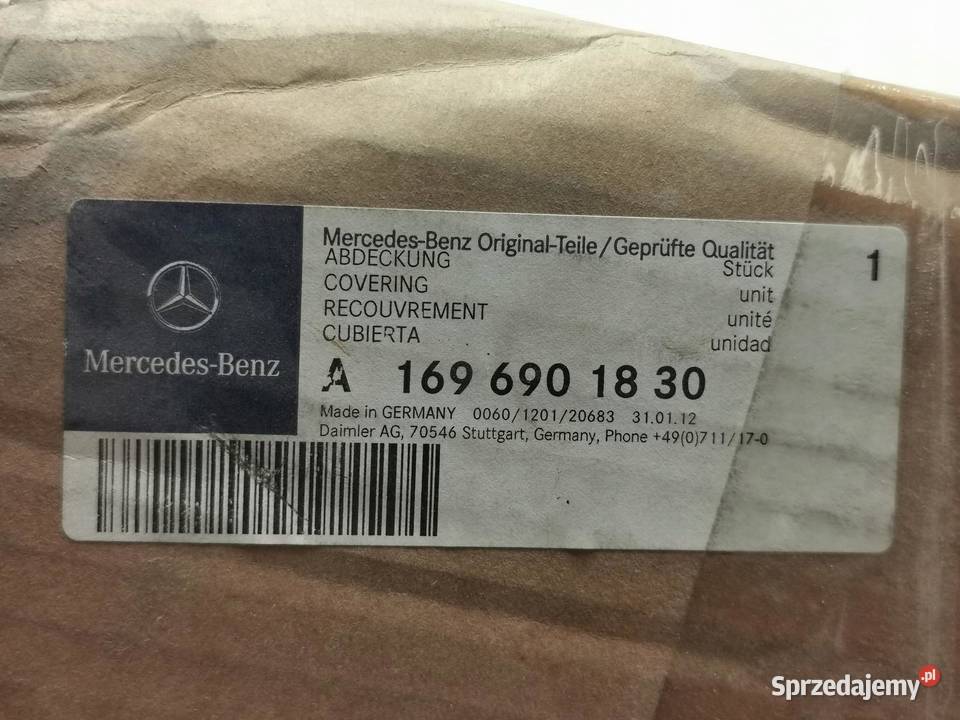 Mercedes-Benz
Mercedes-Benz Original-Teile/Geprüfte Qualität
ABDECKUNG Stück 1
COVERING unit
RECOUVREMENT unité
CUBIERTA unidad
A 169 690 18 30
Made in GERMANY 0060/1201/20683 31.01.12
Daimler AG, 70546 Stuttgart, Germany, Phone +49(0)711/17-0
Sprzedajemy.pl